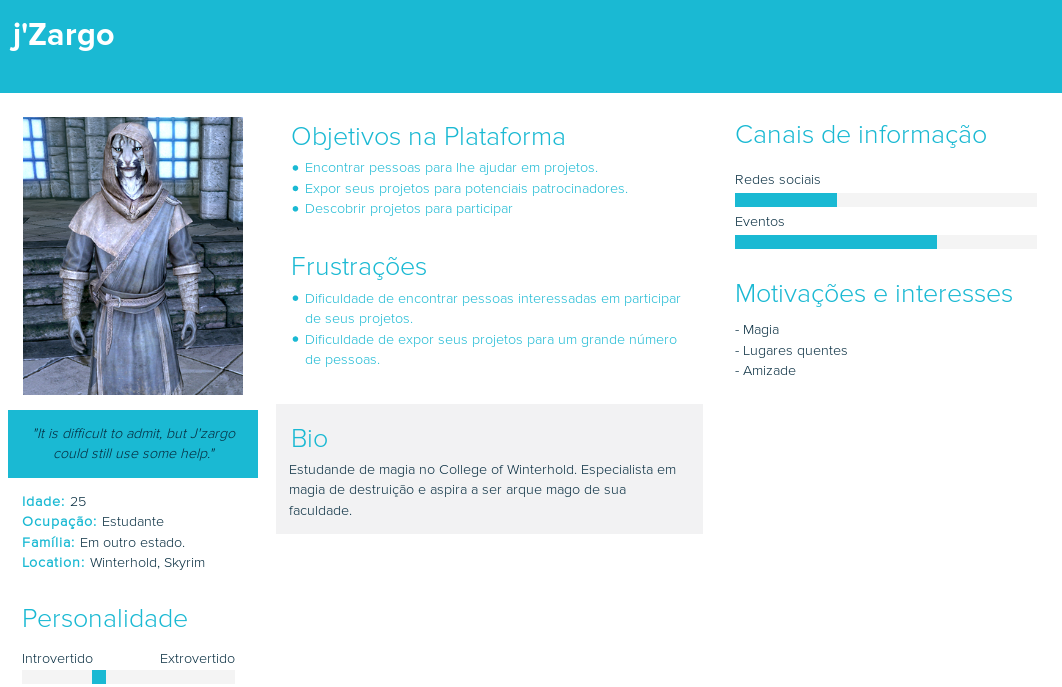 j'Zargo
"It is difficult to admit, but J'zargo
could still use some help."
Idade: 25
Ocupação: Estudante
Família: Em outro estado.
Location: Winterhold, Skyrim
Personalidade
Introvertido Extrovertido
Objetivos na Plataforma
Encontrar pessoas para lhe ajudar em projetos.
Expor seus projetos para potenciais patrocinadores.
Descobrir projetos para participar
Frustrações
Dificuldade de encontrar pessoas interessadas em participar
de seus projetos.
Dificuldade de expor seus projetos para um grande número
de pessoas.
Bio
Estudande de magia no College of Winterhold. Especialista em
magia de destruição e aspira a ser arque mago de sua
faculdade.
Canais de informação
Redes sociais
Eventos
Motivações e interesses
- Magia
- Lugares quentes
- Amizade